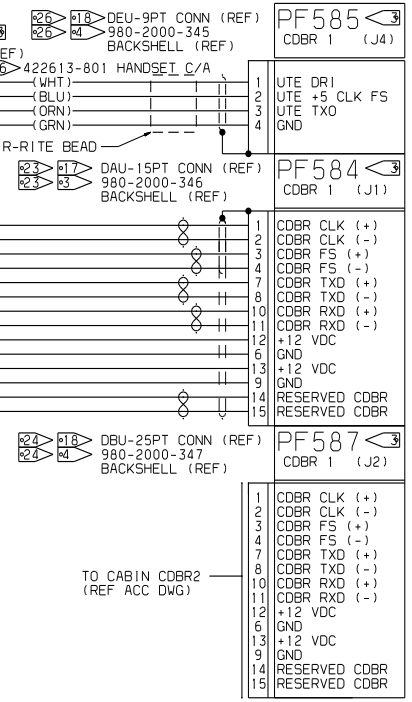 26 18 DEU-9PT CONN (REF)
26 4 980-2000-345
BACKSHELL (REF)
PF585 3
CDBR 1 (J4)
EF)
6 422613-801 HANDSET C/A
(WHT) 1 UTE DRI
(BLU) 2 UTE +5 CLK FS
(ORN) 3 UTE TXO
(GRN) 4 GND
R-RITE BEAD
23 17 DAU-15PT CONN (REF)
23 3 980-2000-346
BACKSHELL (REF)
PF584 3
CDBR 1 (J1)
1 CDBR CLK (+)
2 CDBR CLK (-)
3 CDBR FS (+)
4 CDBR FS (-)
7 CDBR TXD (+)
8 CDBR TXD (-)
10 CDBR RXD (+)
11 CDBR RXD (-)
12 +12 VDC
6 GND
13 +12 VDC
9 GND
14 RESERVED CDBR
15 RESERVED CDBR
24 18 DBU-25PT CONN (REF)
24 4 980-2000-347
BACKSHELL (REF)
PF587 3
CDBR 1 (J2)
TO CABIN CDBR2
(REF ACC DWG)
1 CDBR CLK (+)
2 CDBR CLK (-)
3 CDBR FS (+)
4 CDBR FS (-)
7 CDBR TXD (+)
8 CDBR TXD (-)
10 CDBR RXD (+)
11 CDBR RXD (-)
12 +12 VDC
6 GND
13 +12 VDC
9 GND
14 RESERVED CDBR
15 RESERVED CDBR